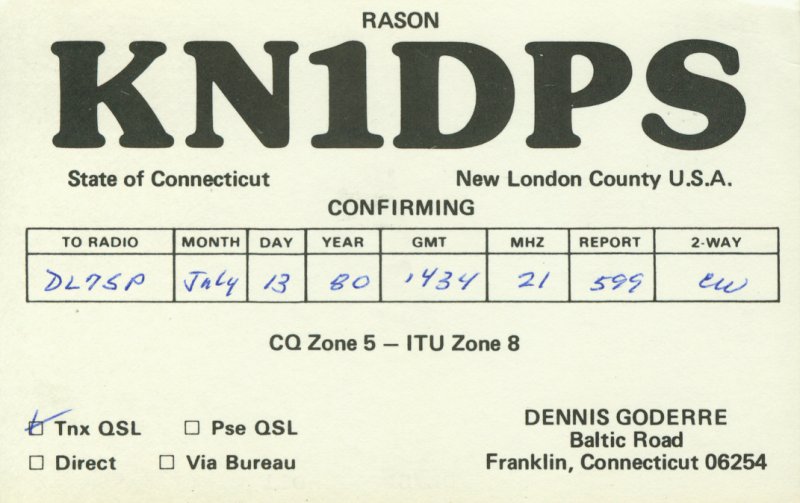 RASON
KN1DPS
State of Connecticut New London County U.S.A.
CONFIRMING
TO RADIO MONTH DAY YEAR GMT MHZ REPORT 2-WAY
DL7SP July 13 80 1434 21 599 CW
CQ Zone 5 – ITU Zone 8
Tnx QSL Pse QSL
Direct Via Bureau
DENNIS GODERRE
Baltic Road
Franklin, Connecticut 06254